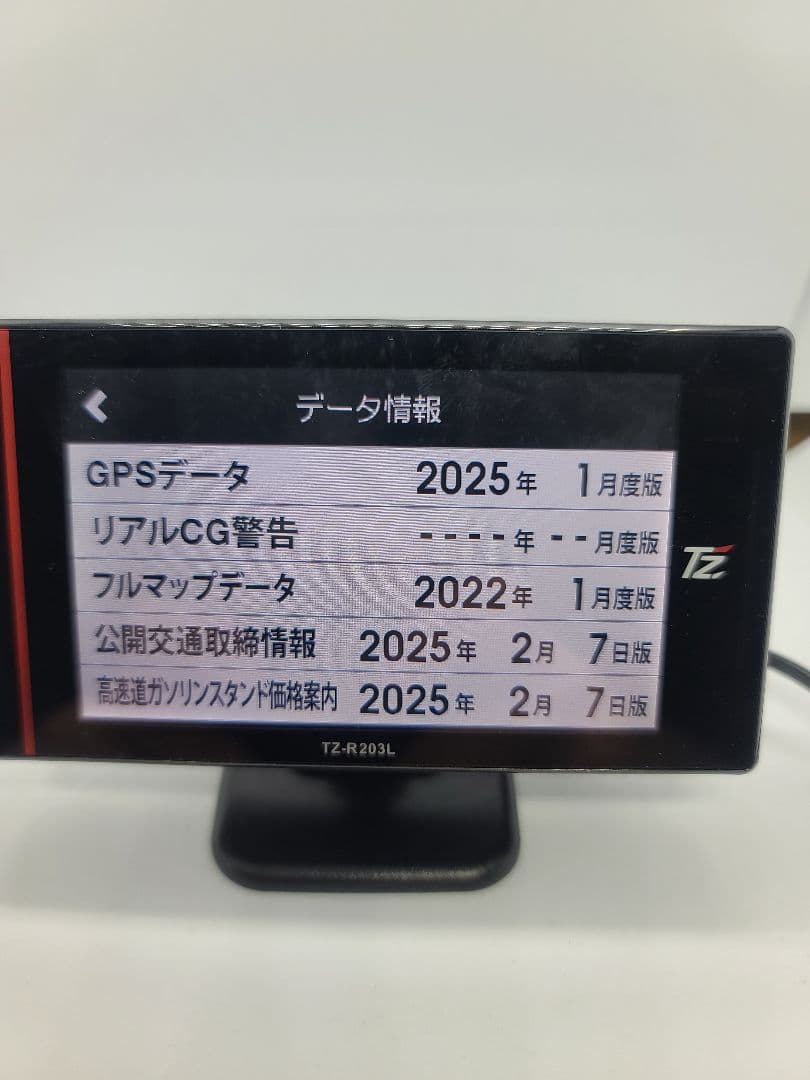 データ情報
GPSデータ 2025年 1月度版
リアルCG警告 ----年 --月度版
フルマップデータ 2022年 1月度版
公開交通取締情報 2025年 2月 7日版
高速道ガソリンスタンド価格案内 2025年 2月 7日版
TZ.
TZ-R203L